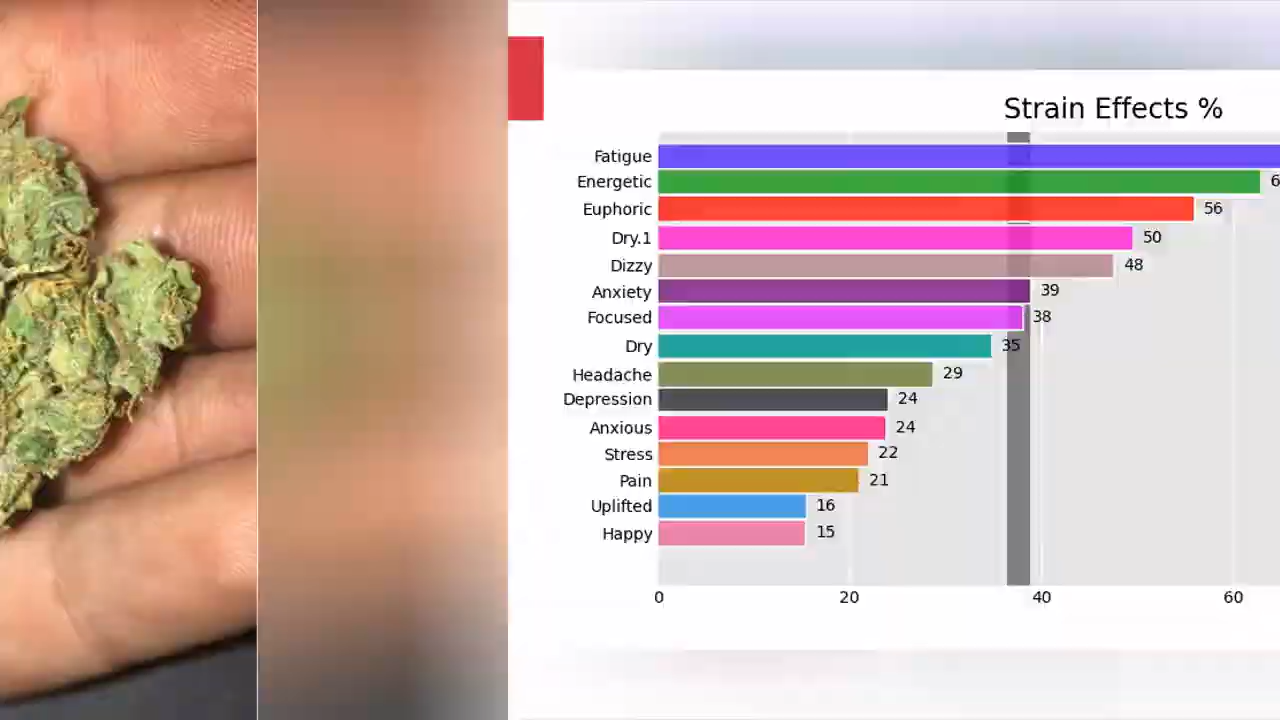 Strain Effects %
Fatigue
Energetic 6
Euphoric 56
Dry.1 50
Dizzy 48
Anxiety 39
Focused 38
Dry 35
Headache 29
Depression 24
Anxious 24
Stress 22
Pain 21
Uplifted 16
Happy 15
0 20 40 60